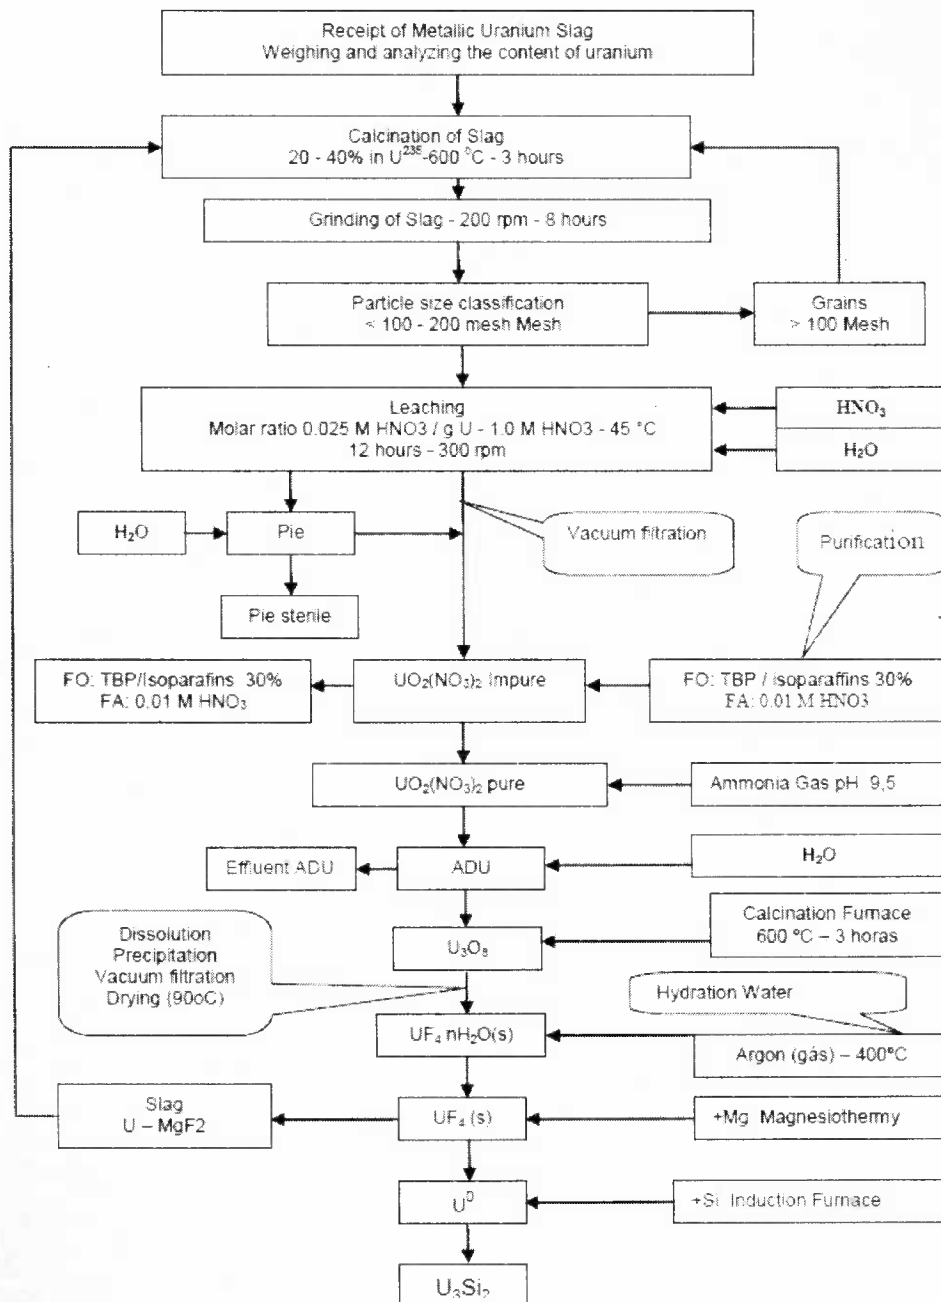 Receipt of Metallic Uranium Slag
Weighing and analyzing the content of uranium
Calcination of Slag
20 - 40% in U²³⁵-600 ⁰C - 3 hours
Grinding of Slag - 200 rpm - 8 hours
Particle size classification
< 100 - 200 mesh Mesh
Grains
> 100 Mesh
Leaching
Molar ratio 0.025 M HNO3 / g U - 1.0 M HNO3 - 45 °C
12 hours - 300 rpm
HNO₃
H₂O
H₂O
Pie
Vacuum filtration
Purification
Pie sterile
FO: TBP/Isoparafins 30%
FA: 0.01 M HNO₃
UO₂(NO₃)₂ Impure
FO: TBP / isoparaffins 30%
FA: 0.01 M HNO3
UO₂(NO₃)₂ pure
Ammonia Gas pH 9,5
Effluent ADU
ADU
H₂O
Dissolution
Precipitation
Vacuum filtration
Drying (90oC)
U₃O₈
Calcination Furnace
600 ºC – 3 horas
Hydration Water
UF₄ nH₂O(s)
Argon (gás) – 400ºC
Slag
U – MgF2
UF₄ (s)
+Mg Magnesiothermy
U⁰
+Si Induction Furnace
U₃Si₂